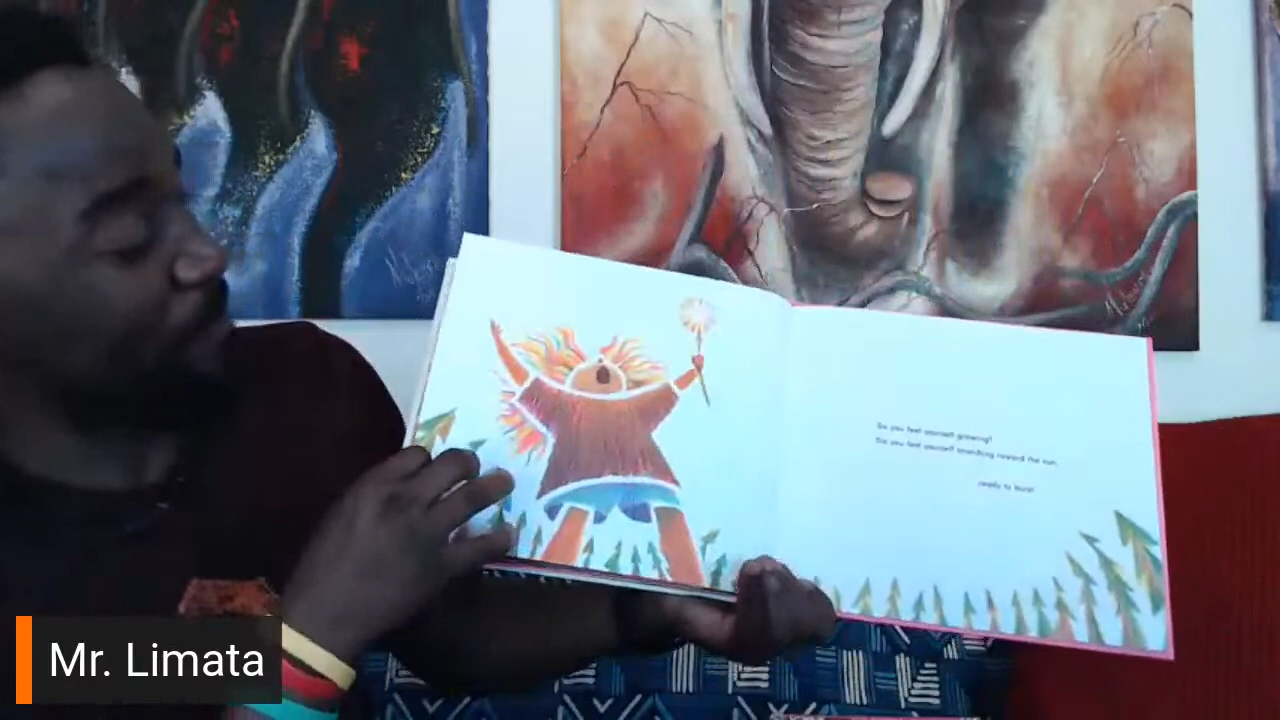 Do you feel yourself growing?
Do you feel yourself stretching toward the sun,
ready to burst
Mr. Limata